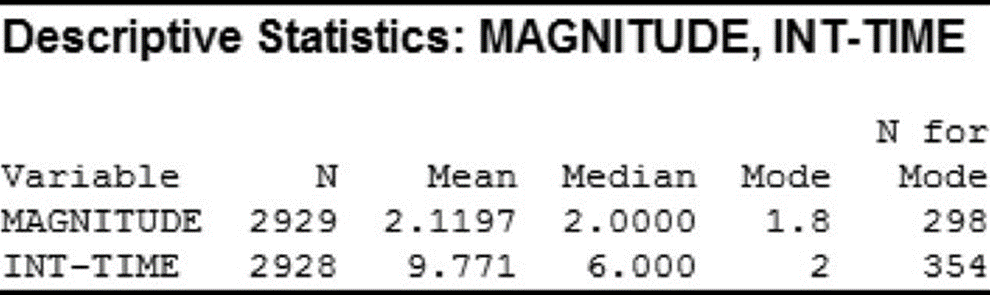 Descriptive Statistics: MAGNITUDE, INT-TIME
N for
Variable N Mean Median Mode Mode
MAGNITUDE 2929 2.1197 2.0000 1.8 298
INT-TIME 2928 9.771 6.000 2 354